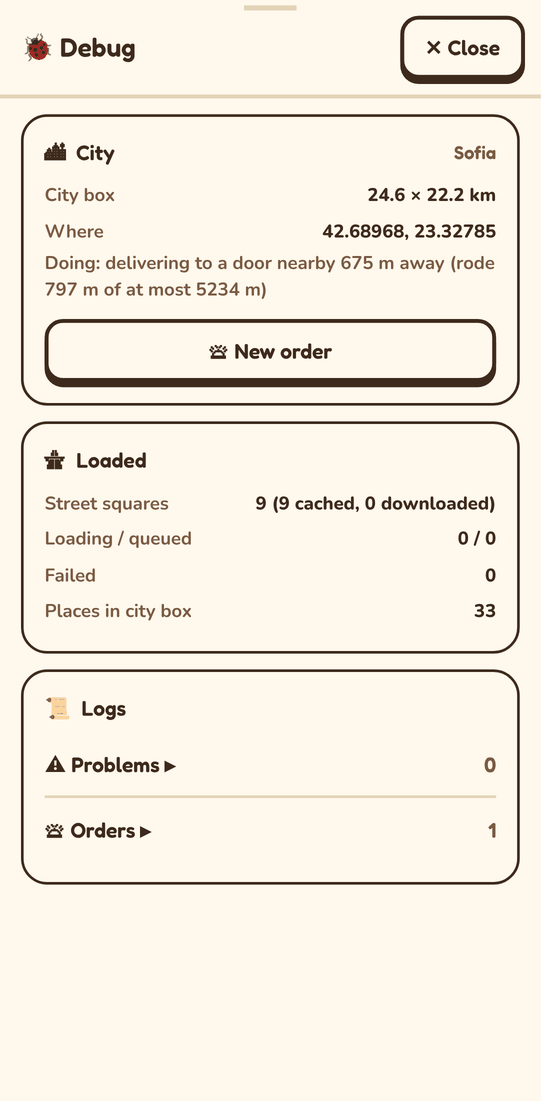 🐞 Debug
✕ Close
🏙 City
Sofia
City box
24.6 × 22.2 km
Where
42.68968, 23.32785
Doing: delivering to a door nearby 675 m away (rode
797 m of at most 5234 m)
🛎 New order
🛣 Loaded
Street squares
9 (9 cached, 0 downloaded)
Loading / queued
0 / 0
Failed
0
Places in city box
33
📜 Logs
⚠ Problems ▸
0
🛎 Orders ▸
1